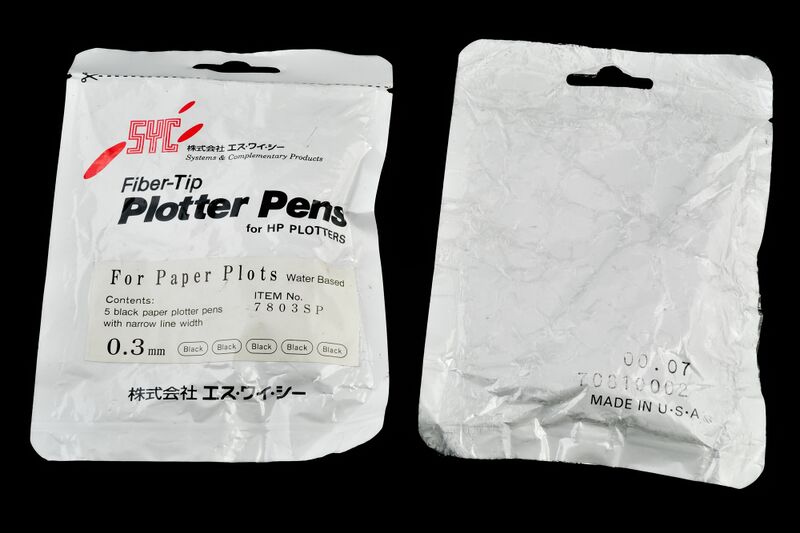 SYC
株式会社 エス・ワイ・シー
Systems & Complementary Products
Fiber-Tip
Plotter Pens
for HP PLOTTERS
For Paper Plots Water Based
Contents:
5 black paper plotter pens
with narrow line width
ITEM No.
7803SP
0.3mm Black Black Black Black Black
株式会社 エス・ワイ・シー
00.07
70810002
MADE IN U·S·A